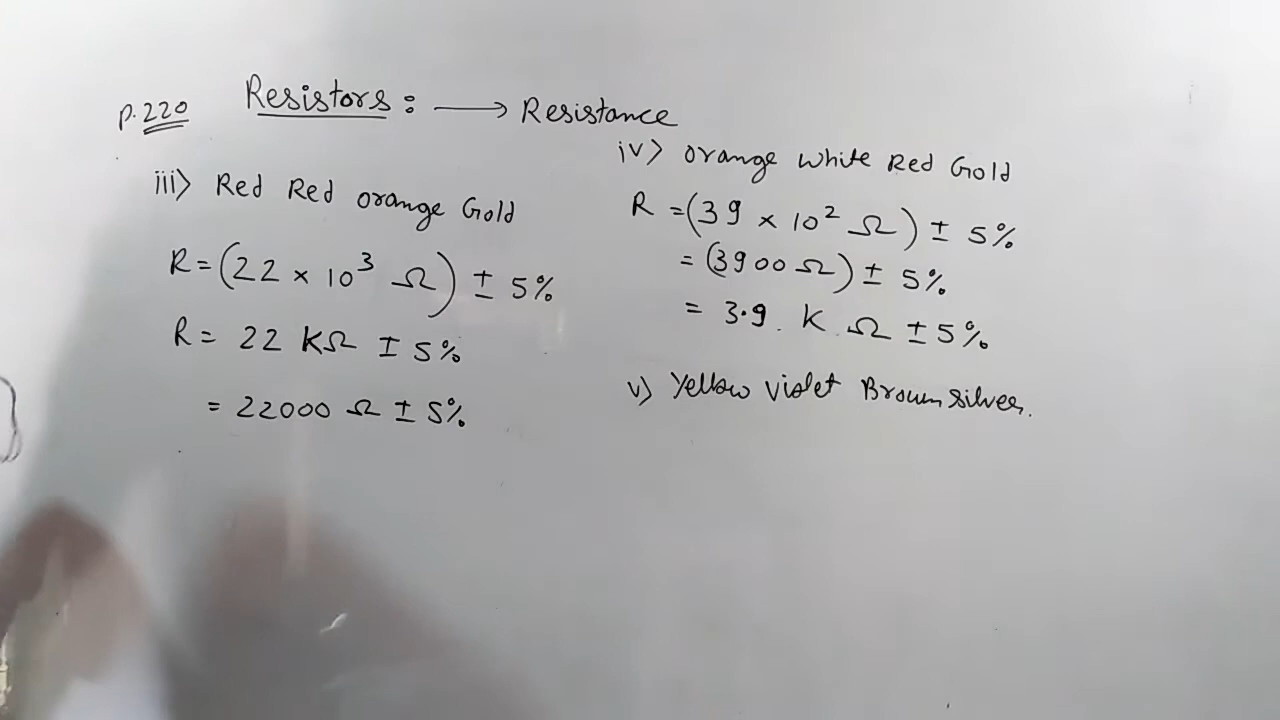 p.220 Resistors: ⟶ Resistance
iii) Red Red orange Gold
R = (22 × 10³ Ω) ± 5%
R = 22 KΩ ± 5%
= 22000 Ω ± 5%
iv) orange white Red Gold
R = (39 × 10² Ω) ± 5%
= (3900 Ω) ± 5%
= 3.9. K Ω ± 5%
v) Yellow violet Brown silver.